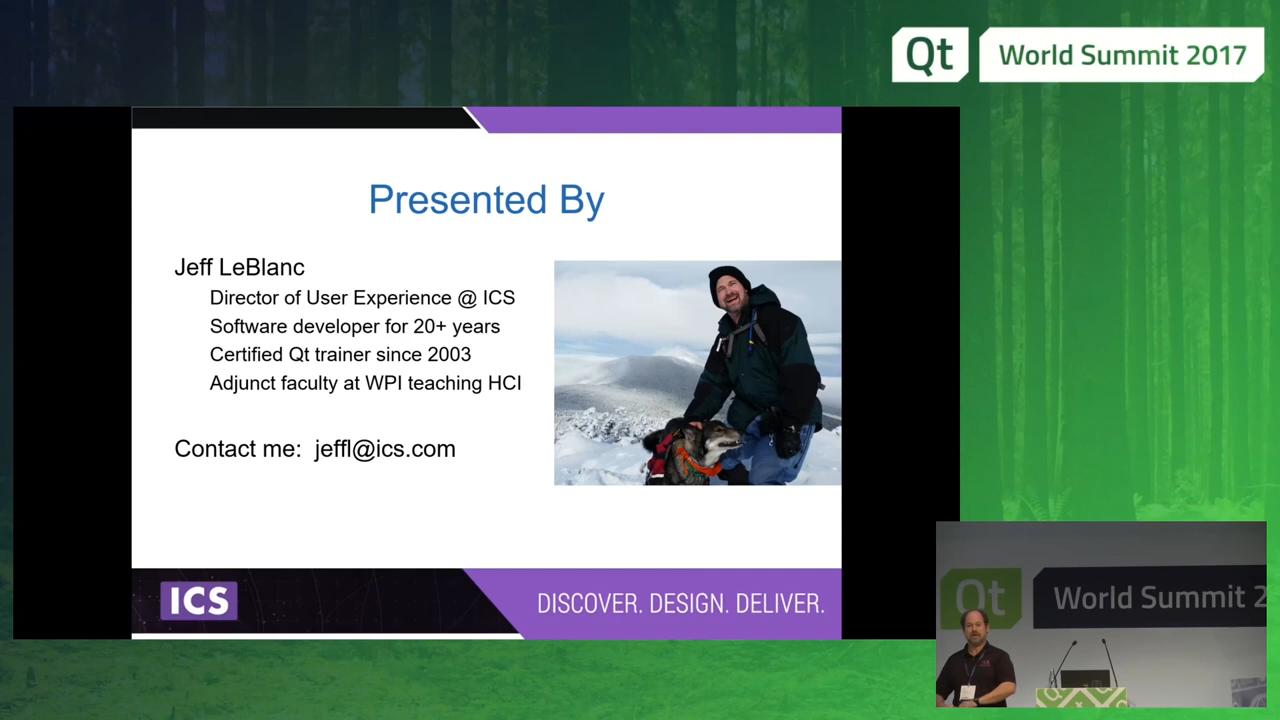 Qt World Summit 2017
Presented By
Jeff LeBlanc
Director of User Experience @ ICS
Software developer for 20+ years
Certified Qt trainer since 2003
Adjunct faculty at WPI teaching HCI
Contact me: jeffl@ics.com
ICS
DISCOVER. DESIGN. DELIVER.
Qt World Summit 2